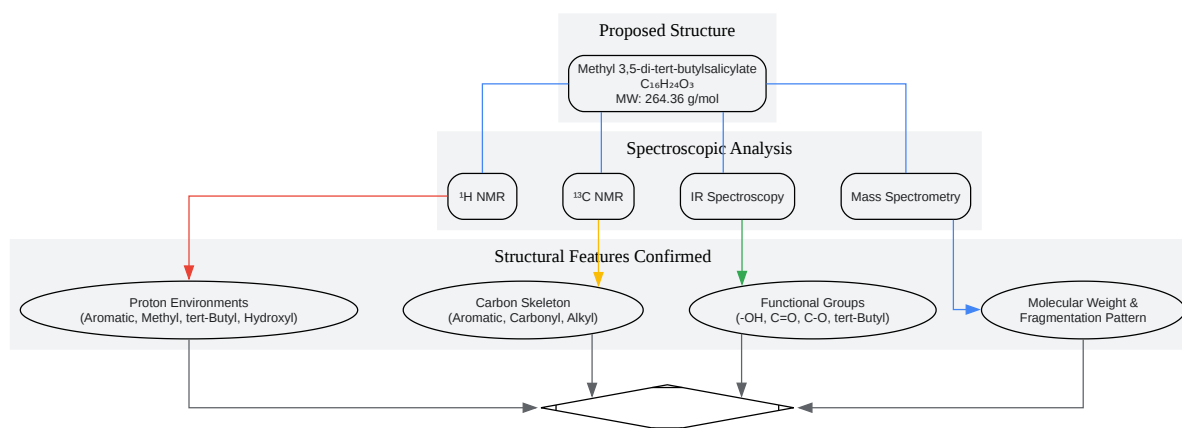 Proposed Structure
Methyl 3,5-di-tert-butylsalicylate
C₁₆H₂₄O₃
MW: 264.36 g/mol
Spectroscopic Analysis
¹H NMR
¹³C NMR
IR Spectroscopy
Mass Spectrometry
Structural Features Confirmed
Proton Environments
(Aromatic, Methyl, tert-Butyl, Hydroxyl)
Carbon Skeleton
(Aromatic, Carbonyl, Alkyl)
Functional Groups
(-OH, C=O, C-O, tert-Butyl)
Molecular Weight &
Fragmentation Pattern